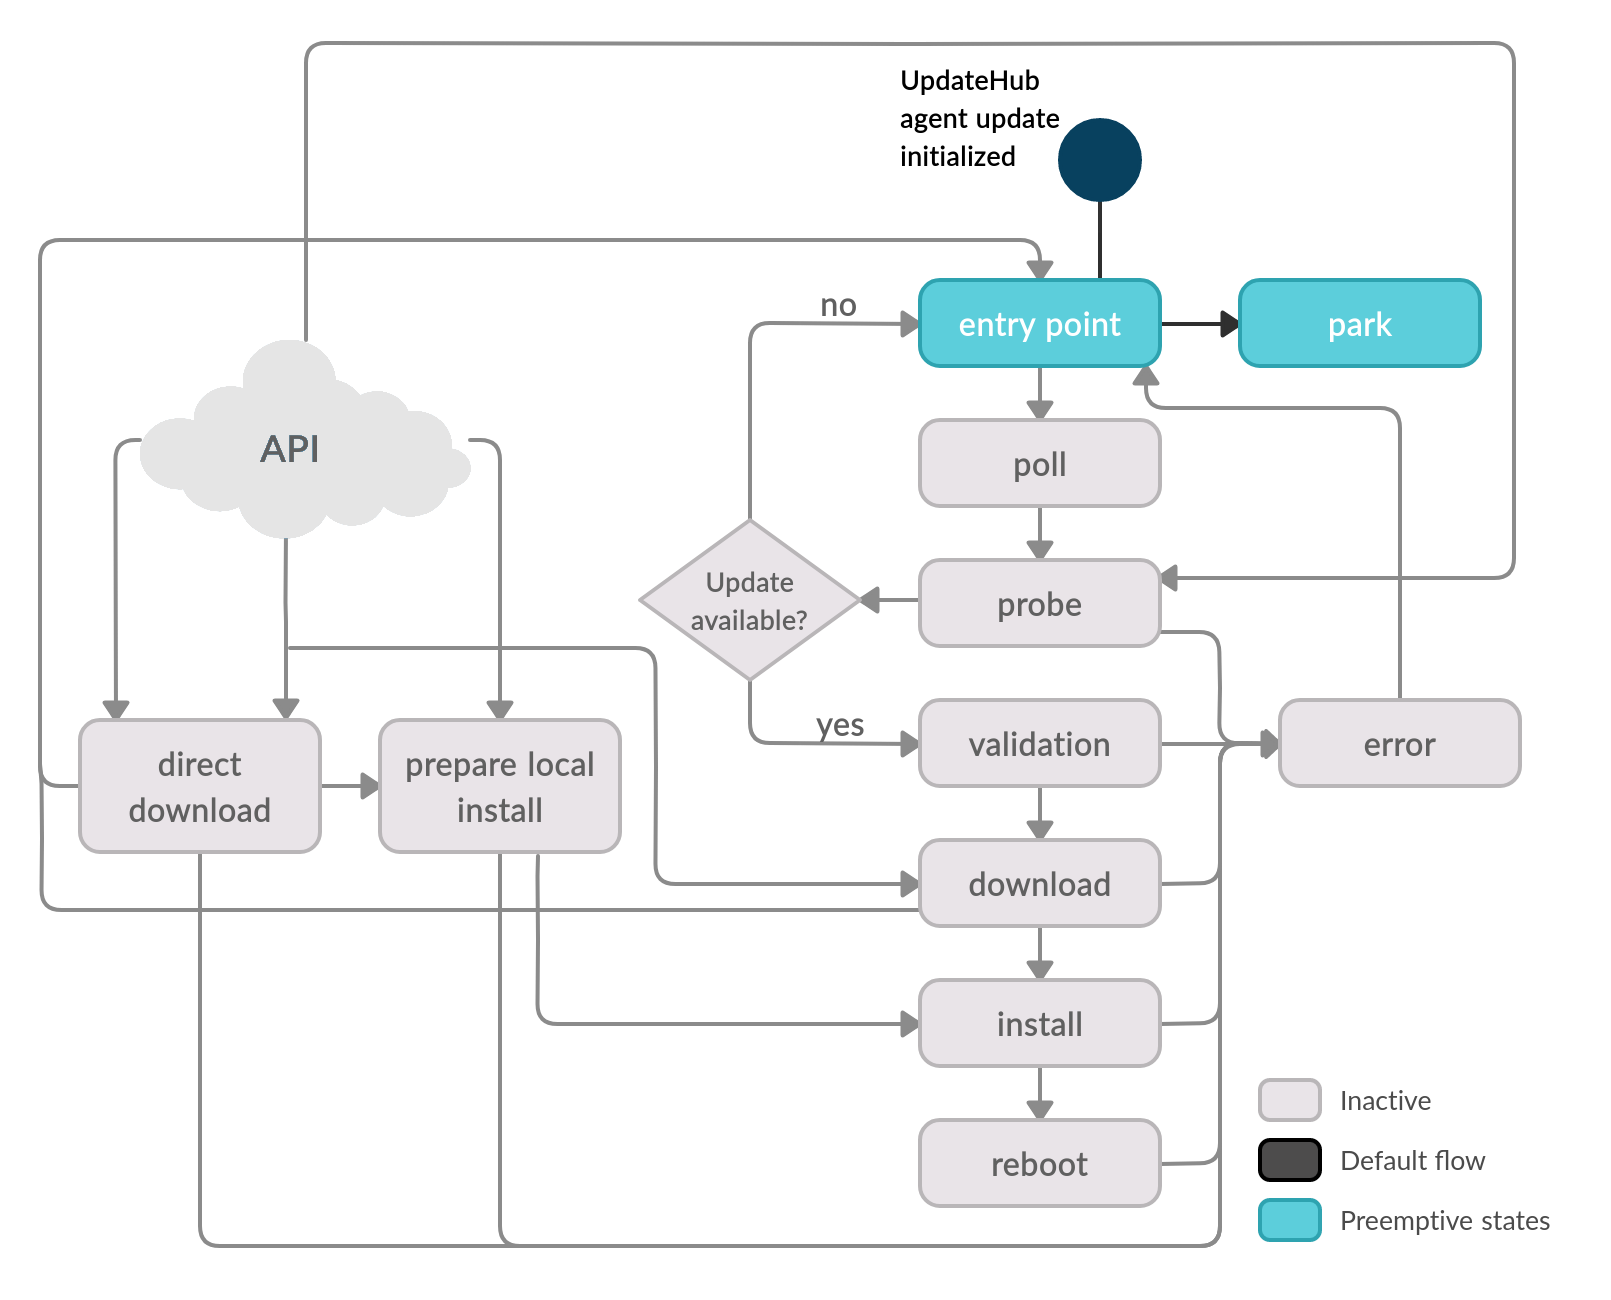 UpdateHub
agent update
initialized
no
entry point
park
API
poll
Update
available?
probe
yes
validation
error
direct
download
prepare local
install
download
install
reboot
Inactive
Default flow
Preemptive states